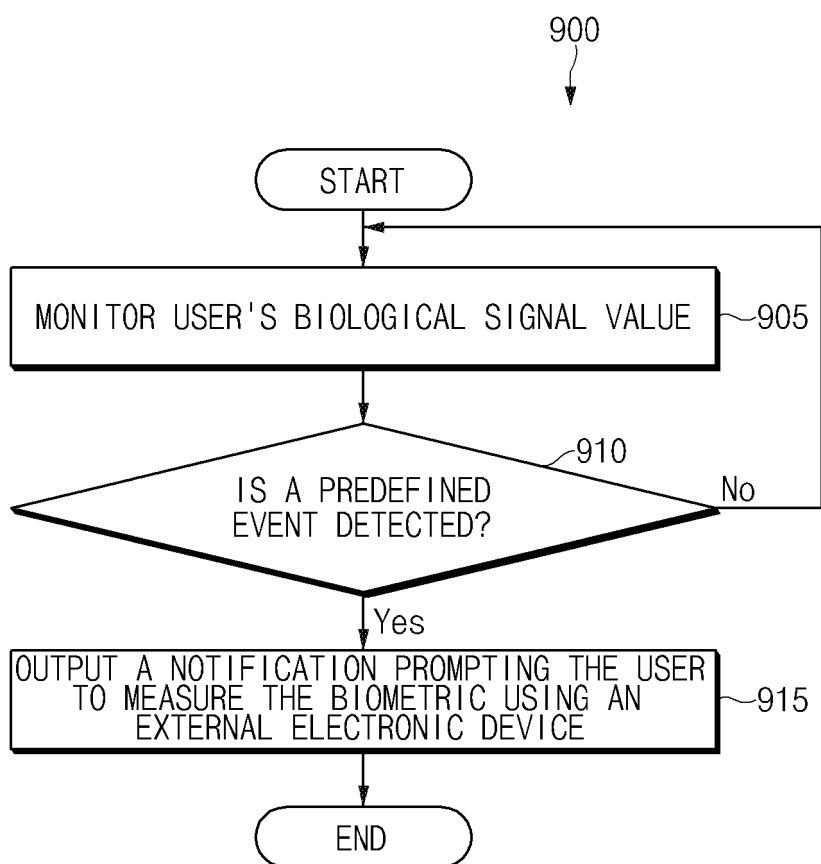 900
START
MONITOR USER'S BIOLOGICAL SIGNAL VALUE
905
910
IS A PREDEFINED
EVENT DETECTED?
No
Yes
OUTPUT A NOTIFICATION PROMPTING THE USER
TO MEASURE THE BIOMETRIC USING AN
EXTERNAL ELECTRONIC DEVICE
915
END